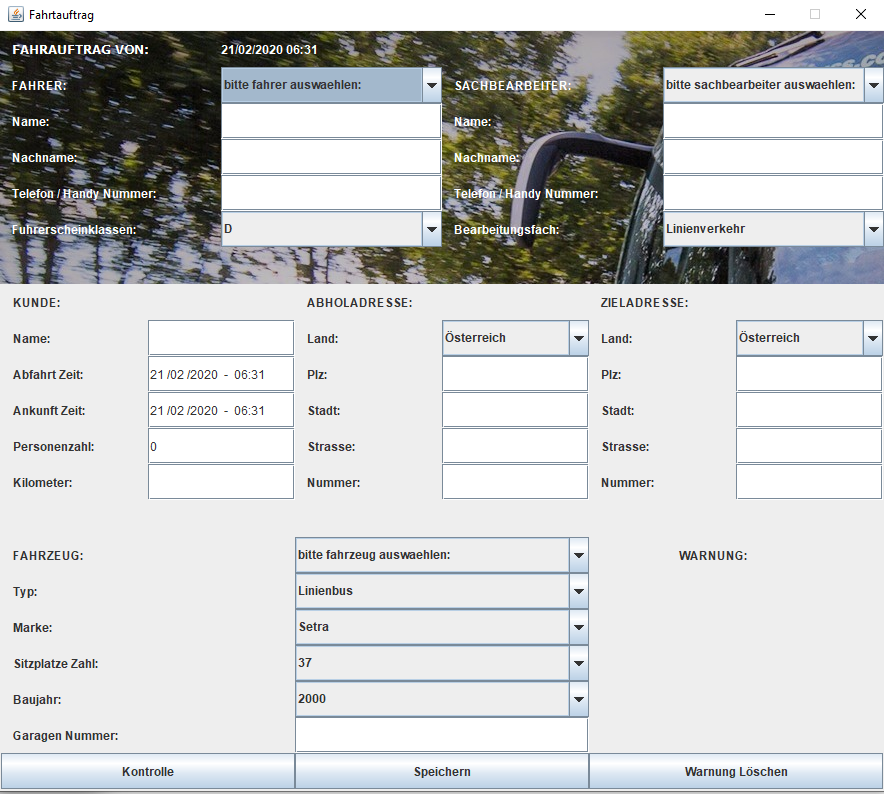 Fahrtauftrag
FAHRAUFTRAG VON: 21/02/2020 06:31
FAHRER: bitte fahrer auswaehlen: SACHBEARBEITER: bitte sachbearbeiter auswaehlen:
Name: Name:
Nachname: Nachname:
Telefon / Handy Nummer: Telefon / Handy Nummer:
Fuhrerscheinklassen: D Bearbeitungsfach: Linienverkehr
KUNDE: ABHOLADRESSE: ZIELADRESSE:
Name: Land: Österreich Land: Österreich
Abfahrt Zeit: 21 /02 /2020 - 06:31 Plz: Plz:
Ankunft Zeit: 21 /02 /2020 - 06:31 Stadt: Stadt:
Personenzahl: 0 Strasse: Strasse:
Kilometer: Nummer: Nummer:
FAHRZEUG: bitte fahrzeug auswaehlen: WARNUNG:
Typ: Linienbus
Marke: Setra
Sitzplatze Zahl: 37
Baujahr: 2000
Garagen Nummer:
Kontrolle Speichern Warnung Löschen